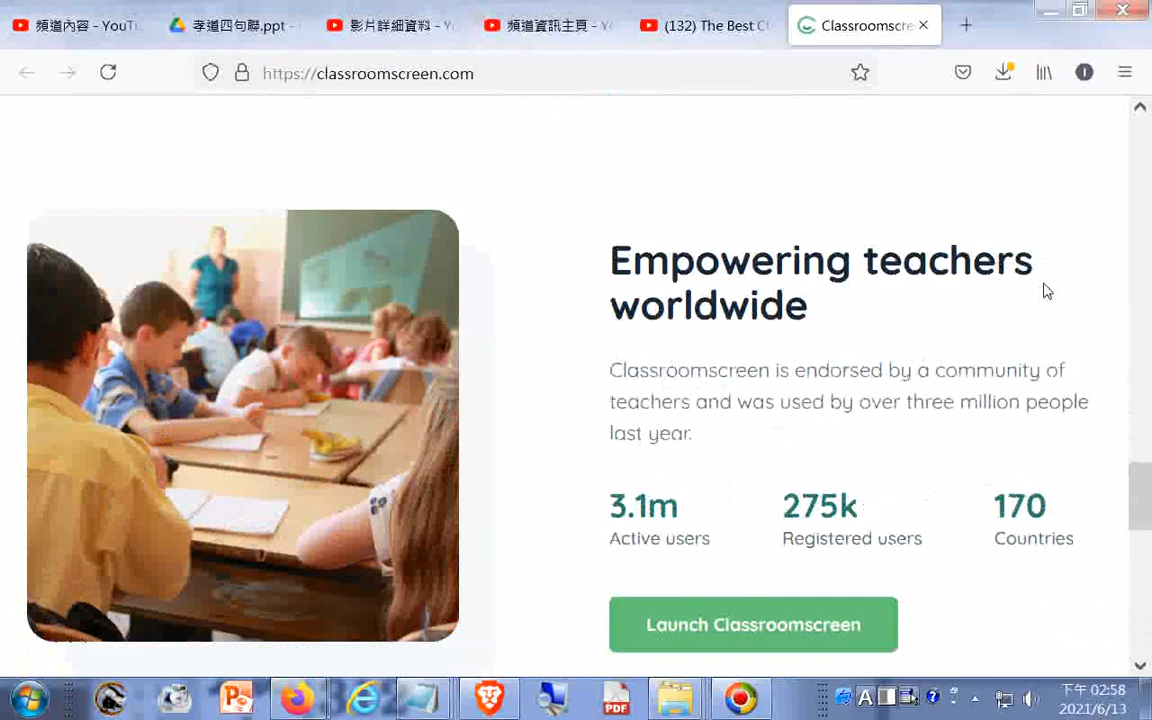 頻道內容 - YouTu
孝道四句聯.ppt -
影片詳細資料 - Yo
頻道資訊主頁 - Yo
(132) The Best C
Classroomscre
https://classroomscreen.com
Empowering teachers
worldwide
Classroomscreen is endorsed by a community of
teachers and was used by over three million people
last year.
3.1m 275k 170
Active users Registered users Countries
Launch Classroomscreen
PDF
A
下午 02:58
2021/6/13